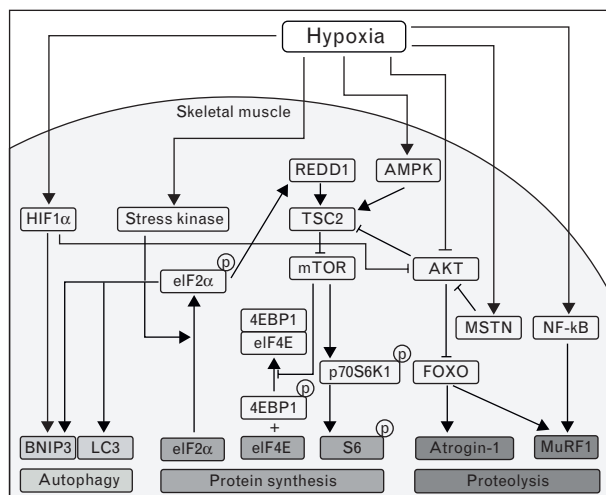 Hypoxia
Skeletal muscle
REDD1
AMPK
HIF1α
Stress kinase
TSC2
p
eIF2α
mTOR
AKT
4EBP1
eIF4E
MSTN
NF-kB
p
p70S6K1
FOXO
p
4EBP1
+
p
BNIP3
LC3
eIF2α
eIF4E
S6
Atrogin-1
MuRF1
Autophagy
Protein synthesis
Proteolysis